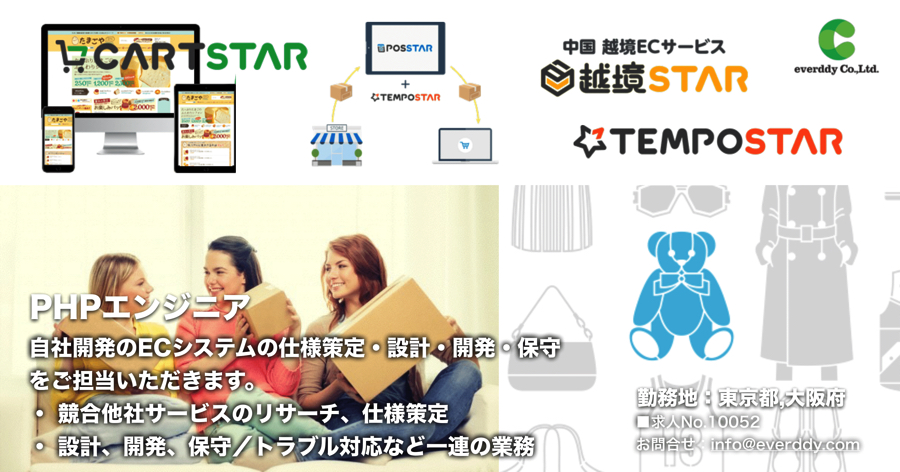 CARTSTAR
POSSTAR
+
TEMPOSTAR
STORE
中国 越境ECサービス
越境STAR
everddy Co.,Ltd.
TEMPOSTAR
たまごや
PHPエンジニア
自社開発のECシステムの仕様策定・設計・開発・保守
をご担当いただきます。
・ 競合他社サービスのリサーチ、仕様策定
・ 設計、開発、保守／トラブル対応など一連の業務
勤務地：東京都,大阪府
■求人No.10052
お問合せ：info@everddy.com